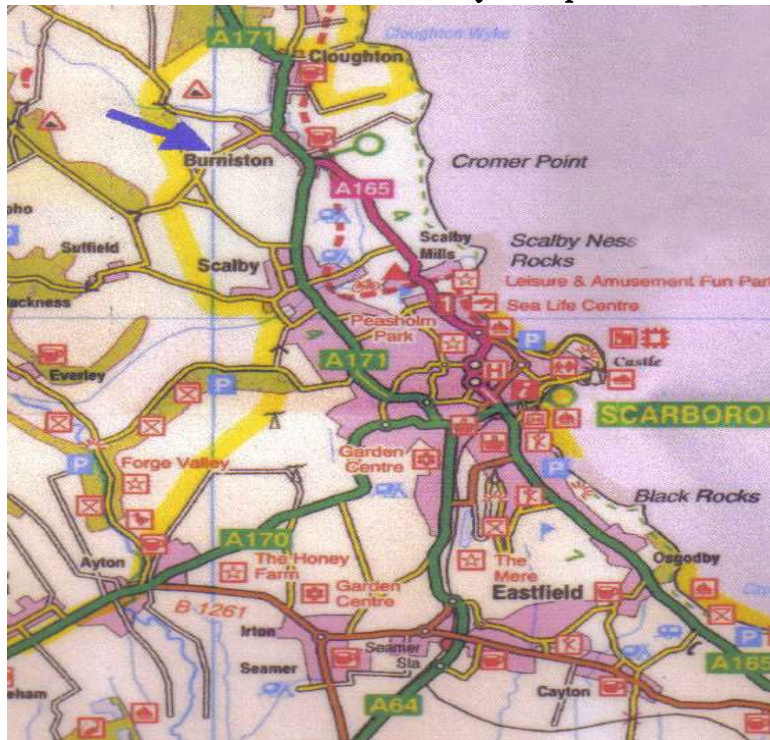 A171
Cloughton Wyke
Cloughton
Burniston
Cromer Point
A165
Suffield
Scalby
Scalby
Mills
Scalby Ness
Rocks
Leisure & Amusement Fun Par
Sea Life Centre
Peasholm
Park
Everley
A171
Castle
P
H
i
SCARBORO
P
P
Forge Valley
Garden
Centre
P
Black Rocks
A170
Ayton
The Honey
Farm
The
Mere
Osgodby
Garden
Centre
Eastfield
B 1261
Irton
Seamer
Sta
P
Seamer
A165
Cayton
A64